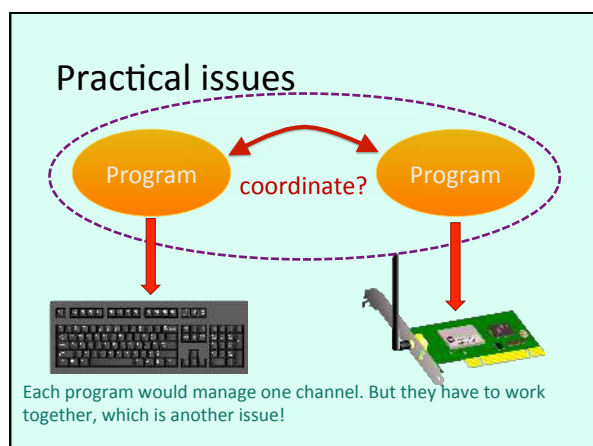 Practical issues
Program
Program
coordinate?
Each program would manage one channel. But they have to work
together, which is another issue!